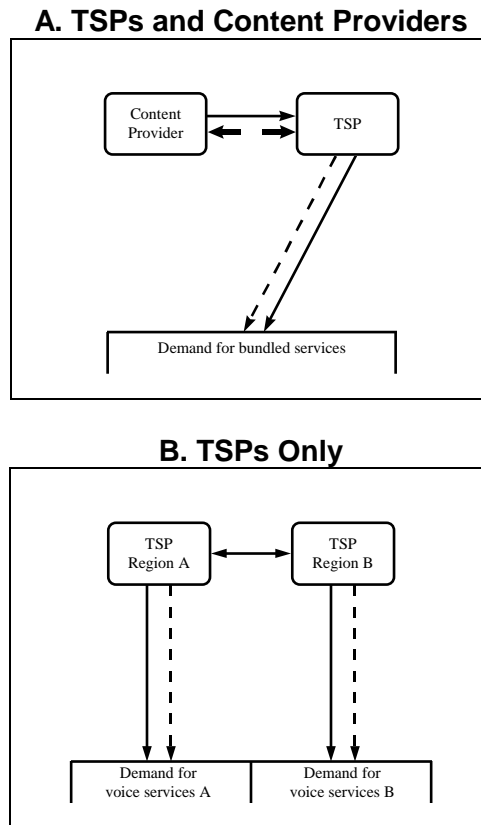 A. TSPs and Content Providers
Content
Provider
TSP
Demand for bundled services
B. TSPs Only
TSP
Region A
TSP
Region B
Demand for
voice services A
Demand for
voice services B